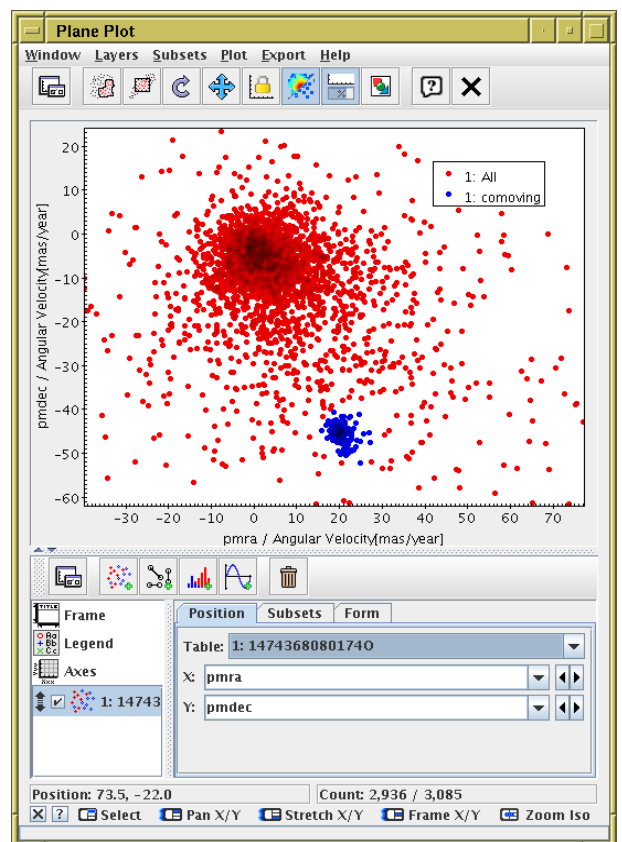 Plane Plot
Window Layers Subsets Plot Export Help
20
10
0
-10
-20
-30
-40
-50
-60
pmdec / Angular Velocity[mas/year]
1: All
1: comoving
-30 -20 -10 0 10 20 30 40 50 60 70
pmra / Angular Velocity[mas/year]
Frame
Legend
Axes
1: 14743
Position Subsets Form
Table: 1: 1474368080174O
X: pmra
Y: pmdec
Position: 73.5, -22.0 Count: 2,936 / 3,085
Select Pan X/Y Stretch X/Y Frame X/Y Zoom Iso